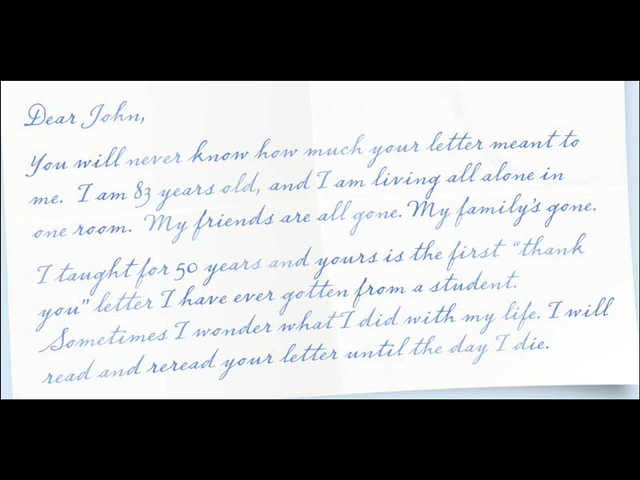 Dear John,
You will never know how much your letter meant to
me. I am 83 years old, and I am living all alone in
one room. My friends are all gone. My family's gone.
I taught for 50 years and yours is the first "thank
you" letter I have ever gotten from a student.
Sometimes I wonder what I did with my life. I will
read and reread your letter until the day I die.